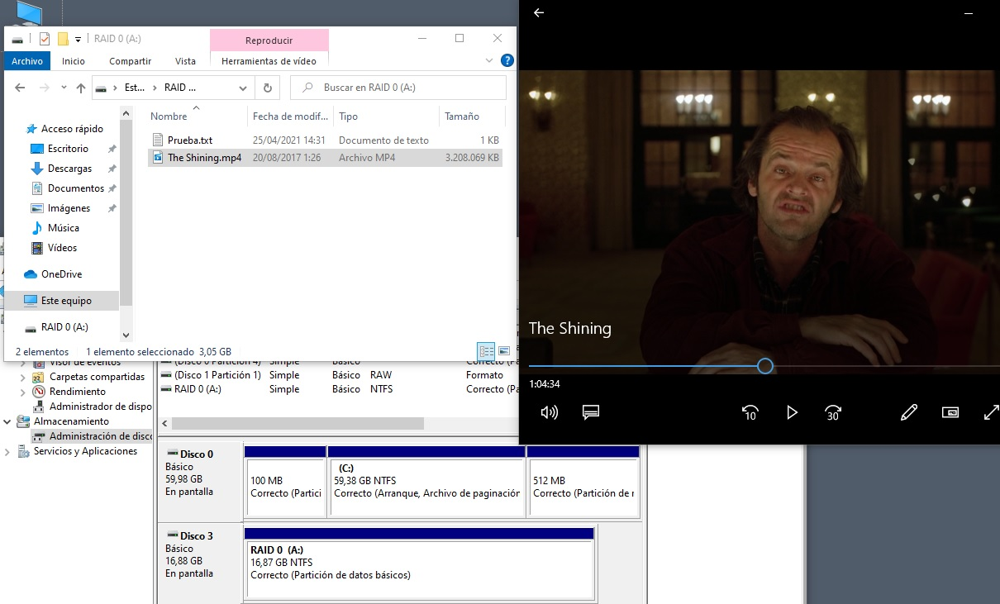 RAID 0 (A:)
Reproducir
Archivo
Inicio
Compartir
Vista
Herramientas de vídeo
Est...
RAID ...
Buscar en RAID 0 (A:)
Nombre
Fecha de modif...
Tipo
Tamaño
Prueba.txt 25/04/2021 14:31 Documento de texto 1 KB
The Shining.mp4 20/08/2017 1:26 Archivo MP4 3.208.069 KB
Acceso rápido
Escritorio
Descargas
Documentos
Imágenes
Música
Vídeos
OneDrive
Este equipo
RAID 0 (A:)
2 elementos 1 elemento seleccionado 3,05 GB
The Shining
1:04:34
10
30
Visor de eventos
Carpetas compartidas
Rendimiento
Administrador de dispo
Almacenamiento
Administración de disco
Servicios y Aplicaciones
(Disco 0 Partición 4) Simple Básico Correcto (P
(Disco 1 Partición 1) Simple Básico RAW Formato
RAID 0 (A:) Simple Básico NTFS Correcto (Pa
Disco 0
Básico
59,98 GB
En pantalla
100 MB
Correcto (Partici
(C:)
59,38 GB NTFS
Correcto (Arranque, Archivo de paginación
512 MB
Correcto (Partición de r
Disco 3
Básico
16,88 GB
En pantalla
RAID 0 (A:)
16,87 GB NTFS
Correcto (Partición de datos básicos)